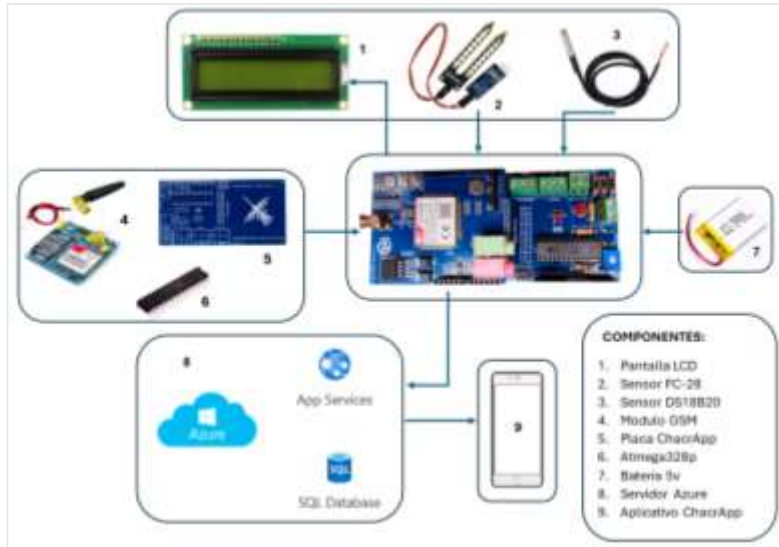 1
2
3
4
5
6
7
8
Azure
App Services
SQL
SQL Database
9
COMPONENTES:
1. Pantalla LCD
2. Sensor FC-28
3. Sensor DS18B20
4. Modulo GSM
5. Placa ChacrApp
6. Atmega328p
7. Bateria 5v
8. Servidor Azure
9. Aplicativo ChacrApp